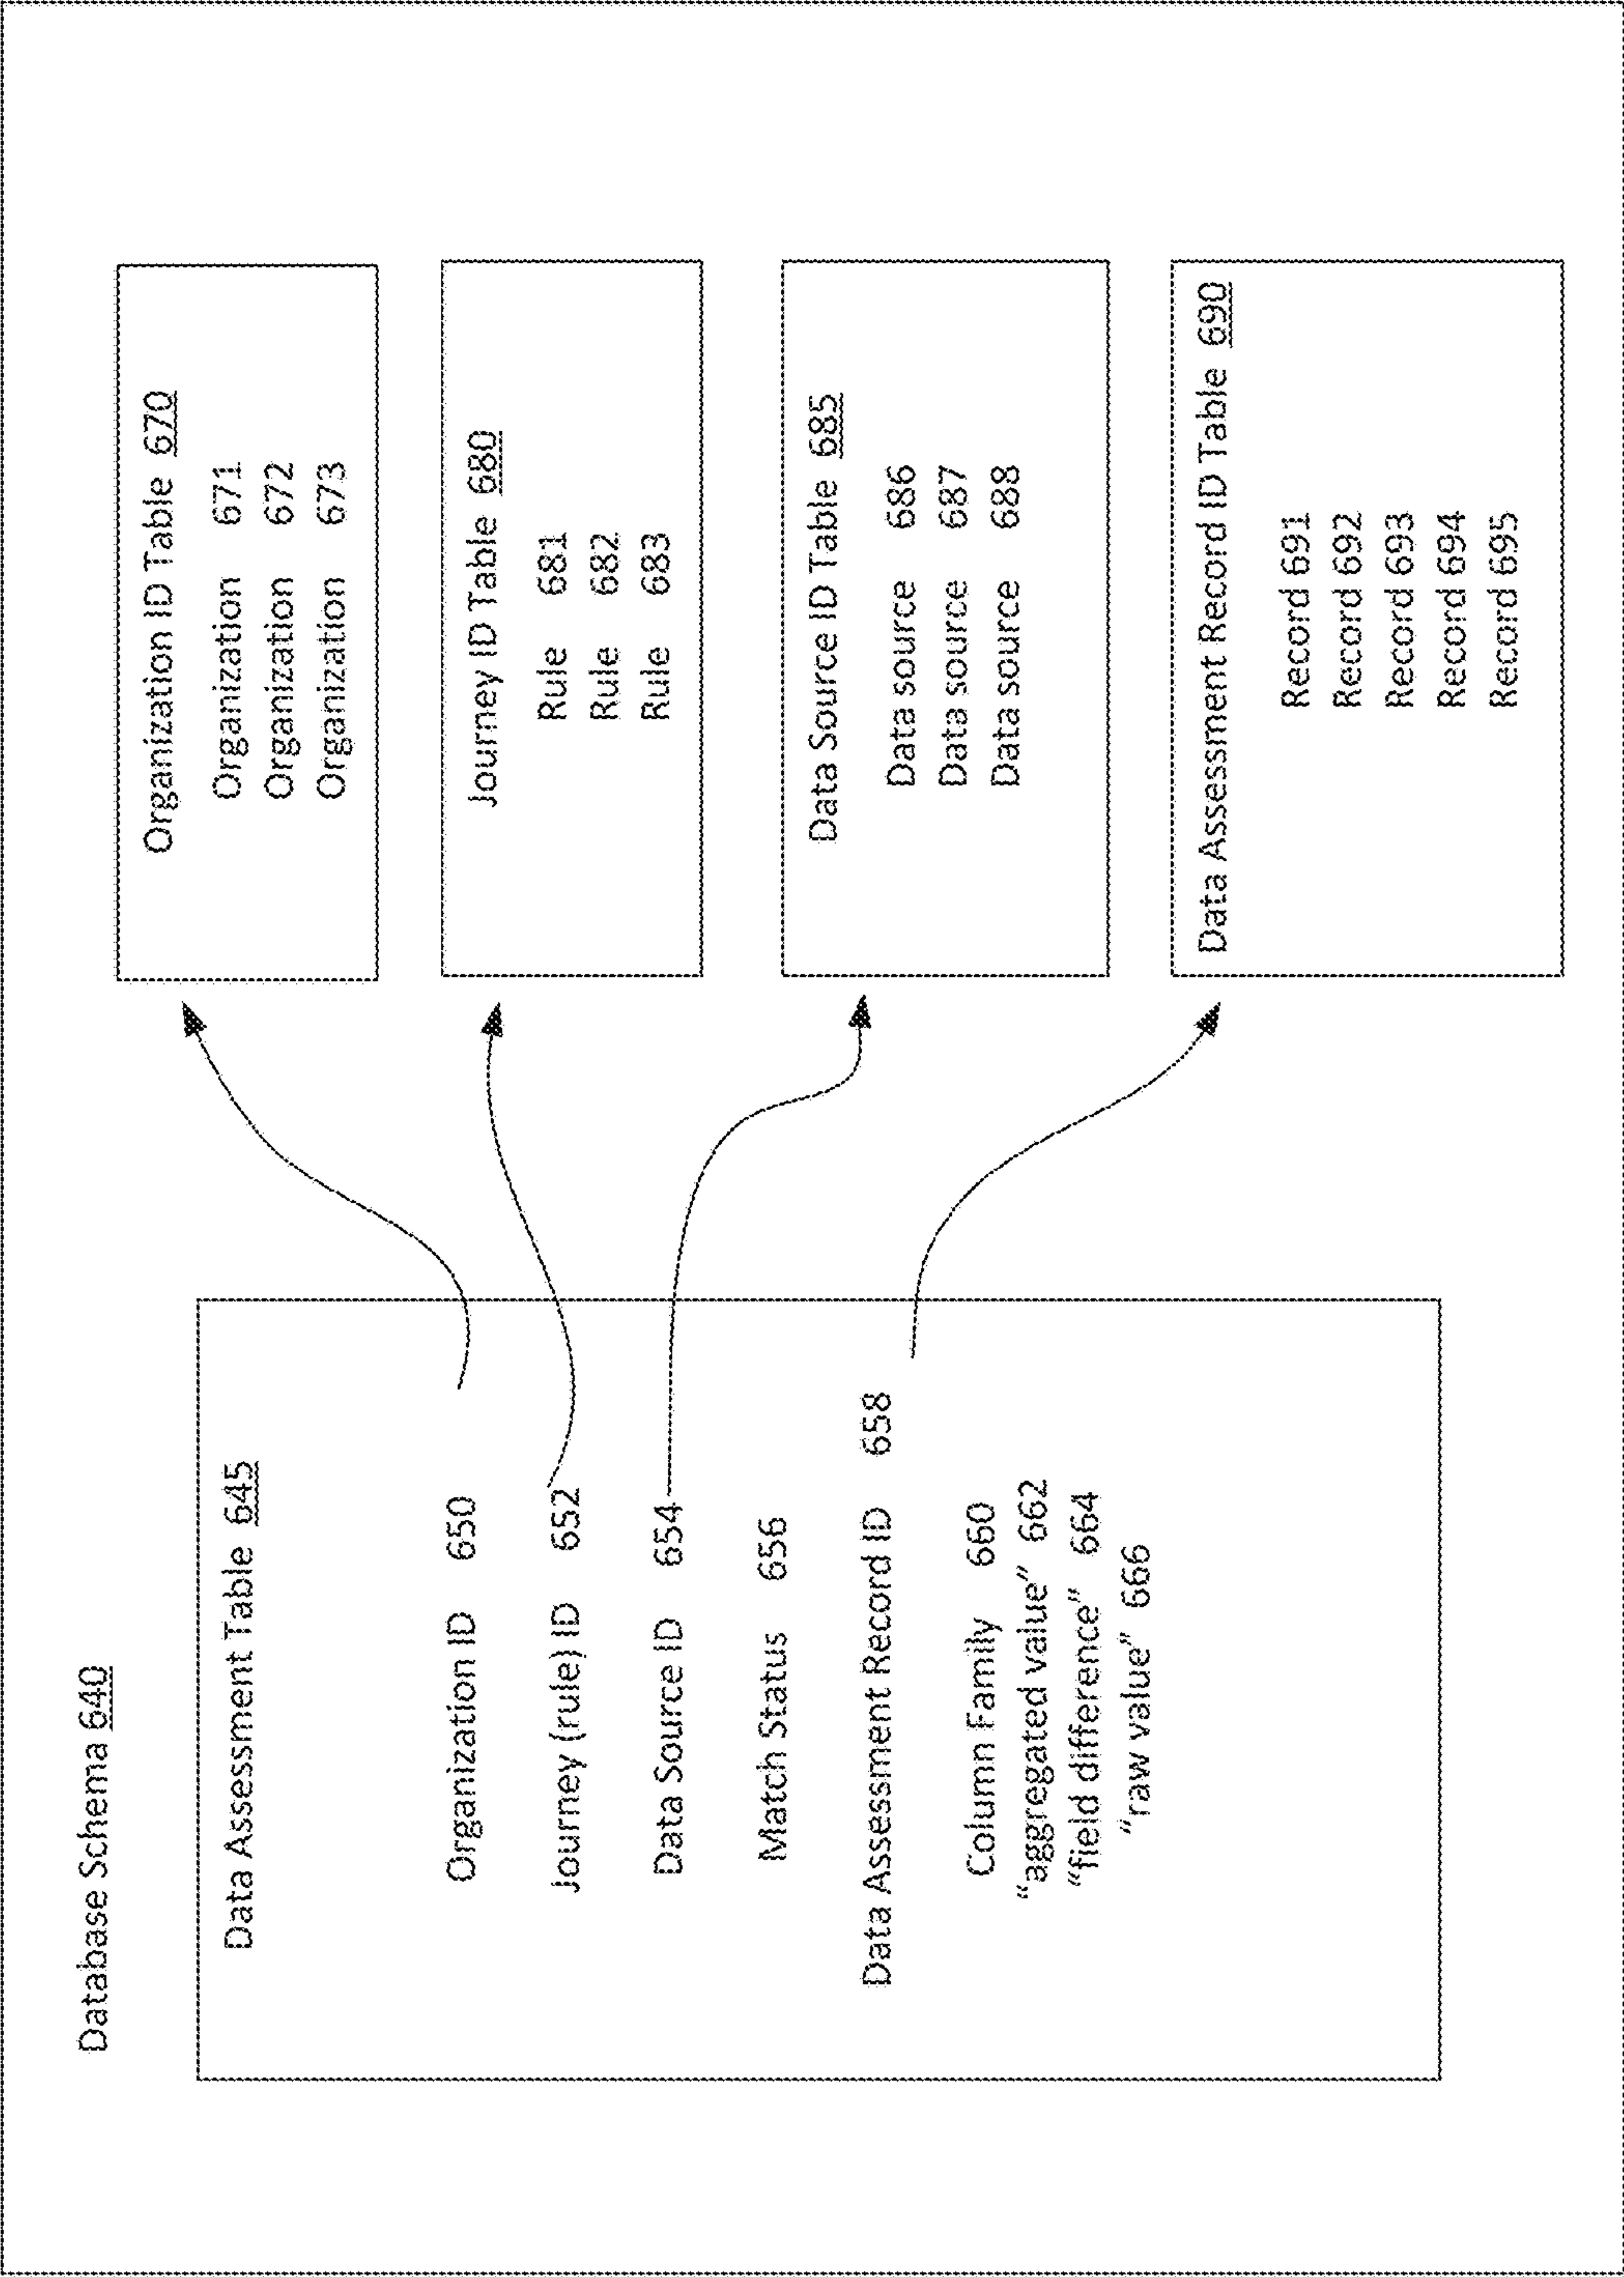 Database Schema 640
Data Assessment Table 645
Organization ID 650
Journey (rule) ID 652
Data Source ID 654
Match Status 656
Data Assessment Record ID 658
Column Family 660
“aggregated value” 662
“field difference” 664
“raw value” 666
Organization ID Table 670
Organization 671
Organization 672
Organization 673
Journey ID Table 680
Rule 681
Rule 682
Rule 683
Data Source ID Table 685
Data source 686
Data source 687
Data source 688
Data Assessment Record ID Table 690
Record 691
Record 692
Record 693
Record 694
Record 695